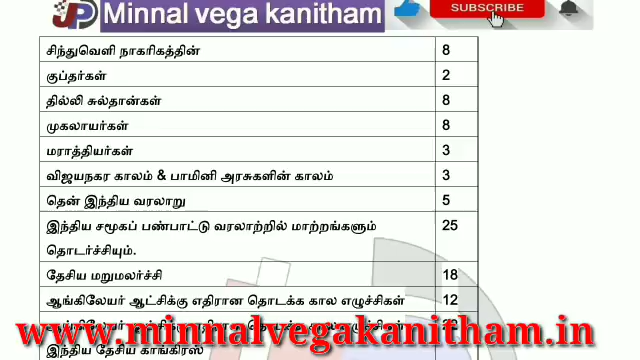 JP Minnal vega kanitham SUBSCRIBE
சிந்துவெளி நாகரிகத்தின் 8
குப்தர்கள் 2
தில்லி சுல்தான்கள் 8
முகலாயர்கள் 8
மராத்தியர்கள் 3
விஜயநகர காலம் & பாமினி அரசுகளின் காலம் 3
தென் இந்திய வரலாறு 5
இந்திய சமூகப் பண்பாட்டு வரலாற்றில் மாற்றங்களும் 25
தொடர்ச்சியும்.
தேசிய மறுமலர்ச்சி 18
ஆங்கிலேயர் ஆட்சிக்கு எதிரான தொடக்க கால எழுச்சிகள் 12
www.minnalvegakanitham.in
இந்திய தேசிய காங்கிரஸ்